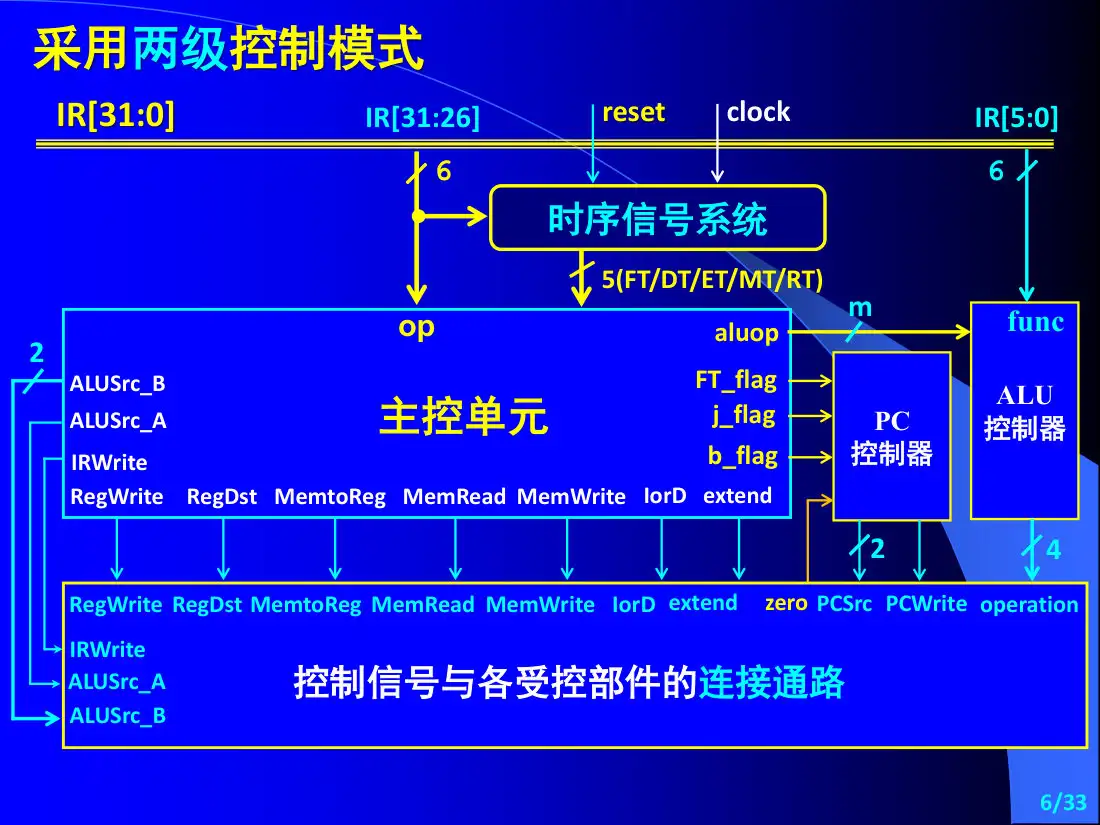 采用两级控制模式
IR[31:0]
IR[31:26]
reset
clock
IR[5:0]
6
6
时序信号系统
5(FT/DT/ET/MT/RT)
m
func
op
aluop
2
ALUSrc_B
FT_flag
ALUSrc_A
主控单元
j_flag
PC
控制器
ALU
控制器
IRWrite
b_flag
RegWrite RegDst MemtoReg MemRead MemWrite IorD extend
2
4
RegWrite RegDst MemtoReg MemRead MemWrite IorD extend zero PCSrc PCWrite operation
IRWrite
ALUSrc_A
控制信号与各受控部件的连接通路
ALUSrc_B
6/33